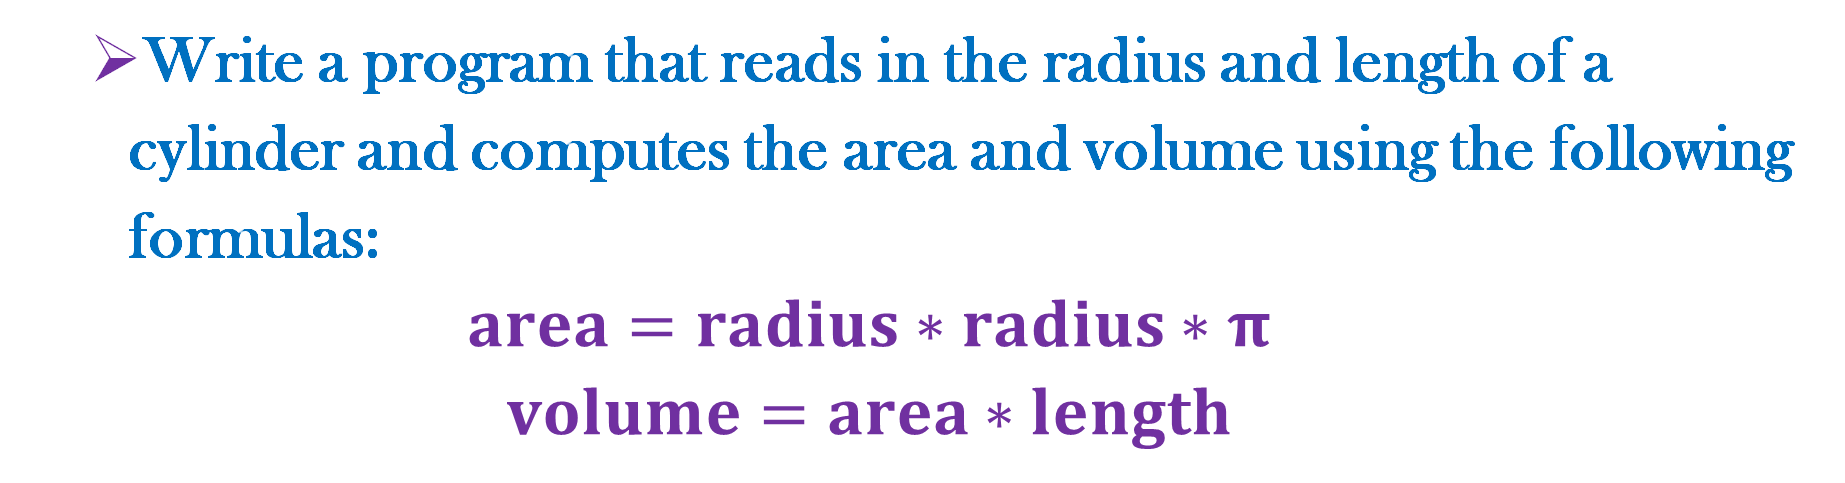 ➢Write a program that reads in the radius and length of a
cylinder and computes the area and volume using the following
formulas:
area = radius ∗ radius ∗ π
volume = area ∗ length